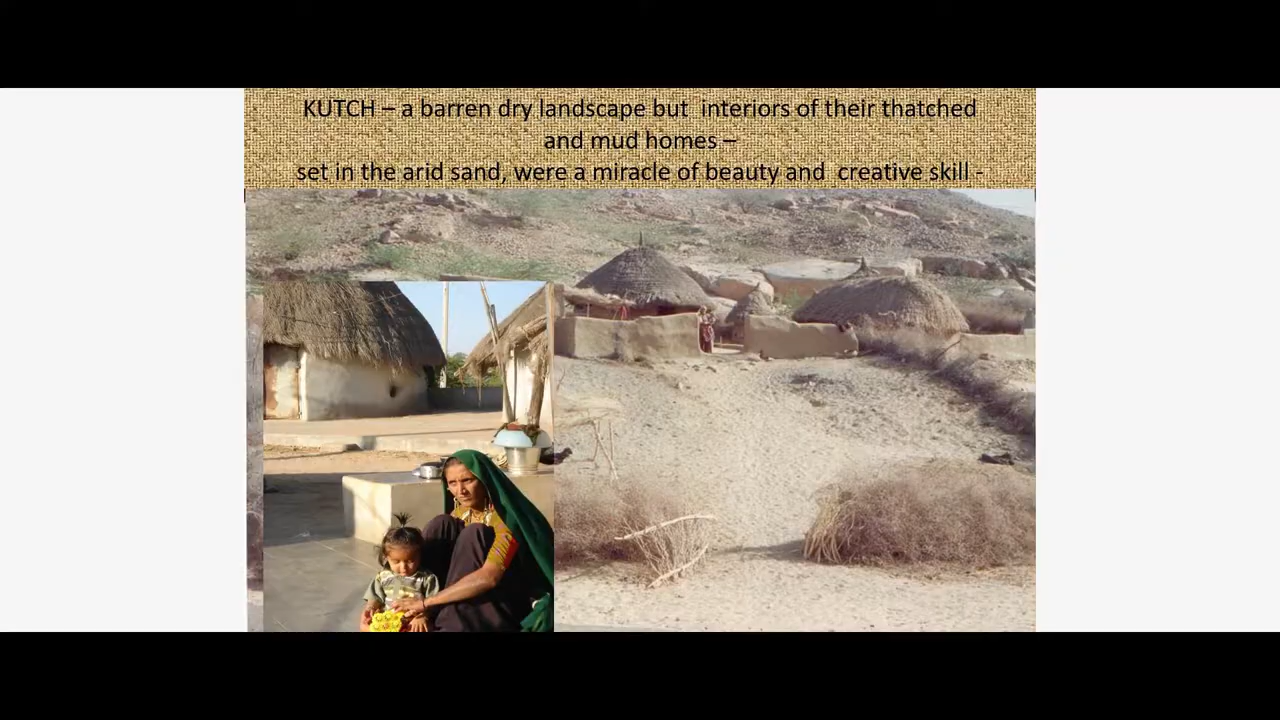 KUTCH – a barren dry landscape but  interiors of their thatched
and mud homes –
set in the arid sand, were a miracle of beauty and  creative skill -